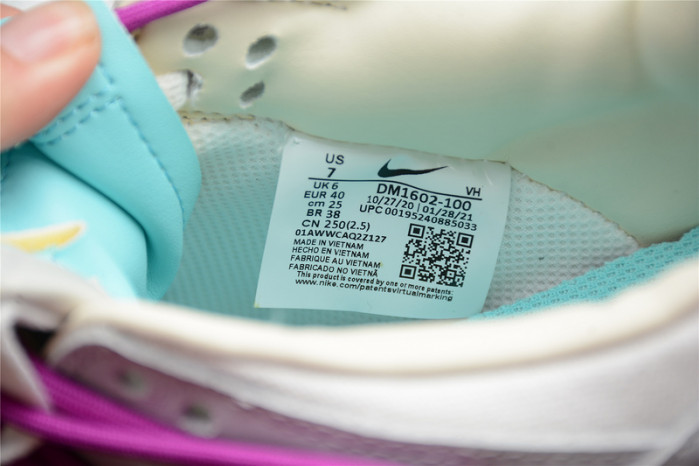 US
7
UK 6
EUR 40
cm 25
BR 38
CN 250(2.5)
01AWWCAQ2Z127
MADE IN VIETNAM
HECHO EN VIETNAM
FABRIQUE AU VIETNAM
FABRICADO NO VIETNÃ
This product is covered by one or more patents:
www.nike.com/patentsvirtualmarking
DM1602-100 VH
10/27/20 | 01/28/21
UPC 00195240885033